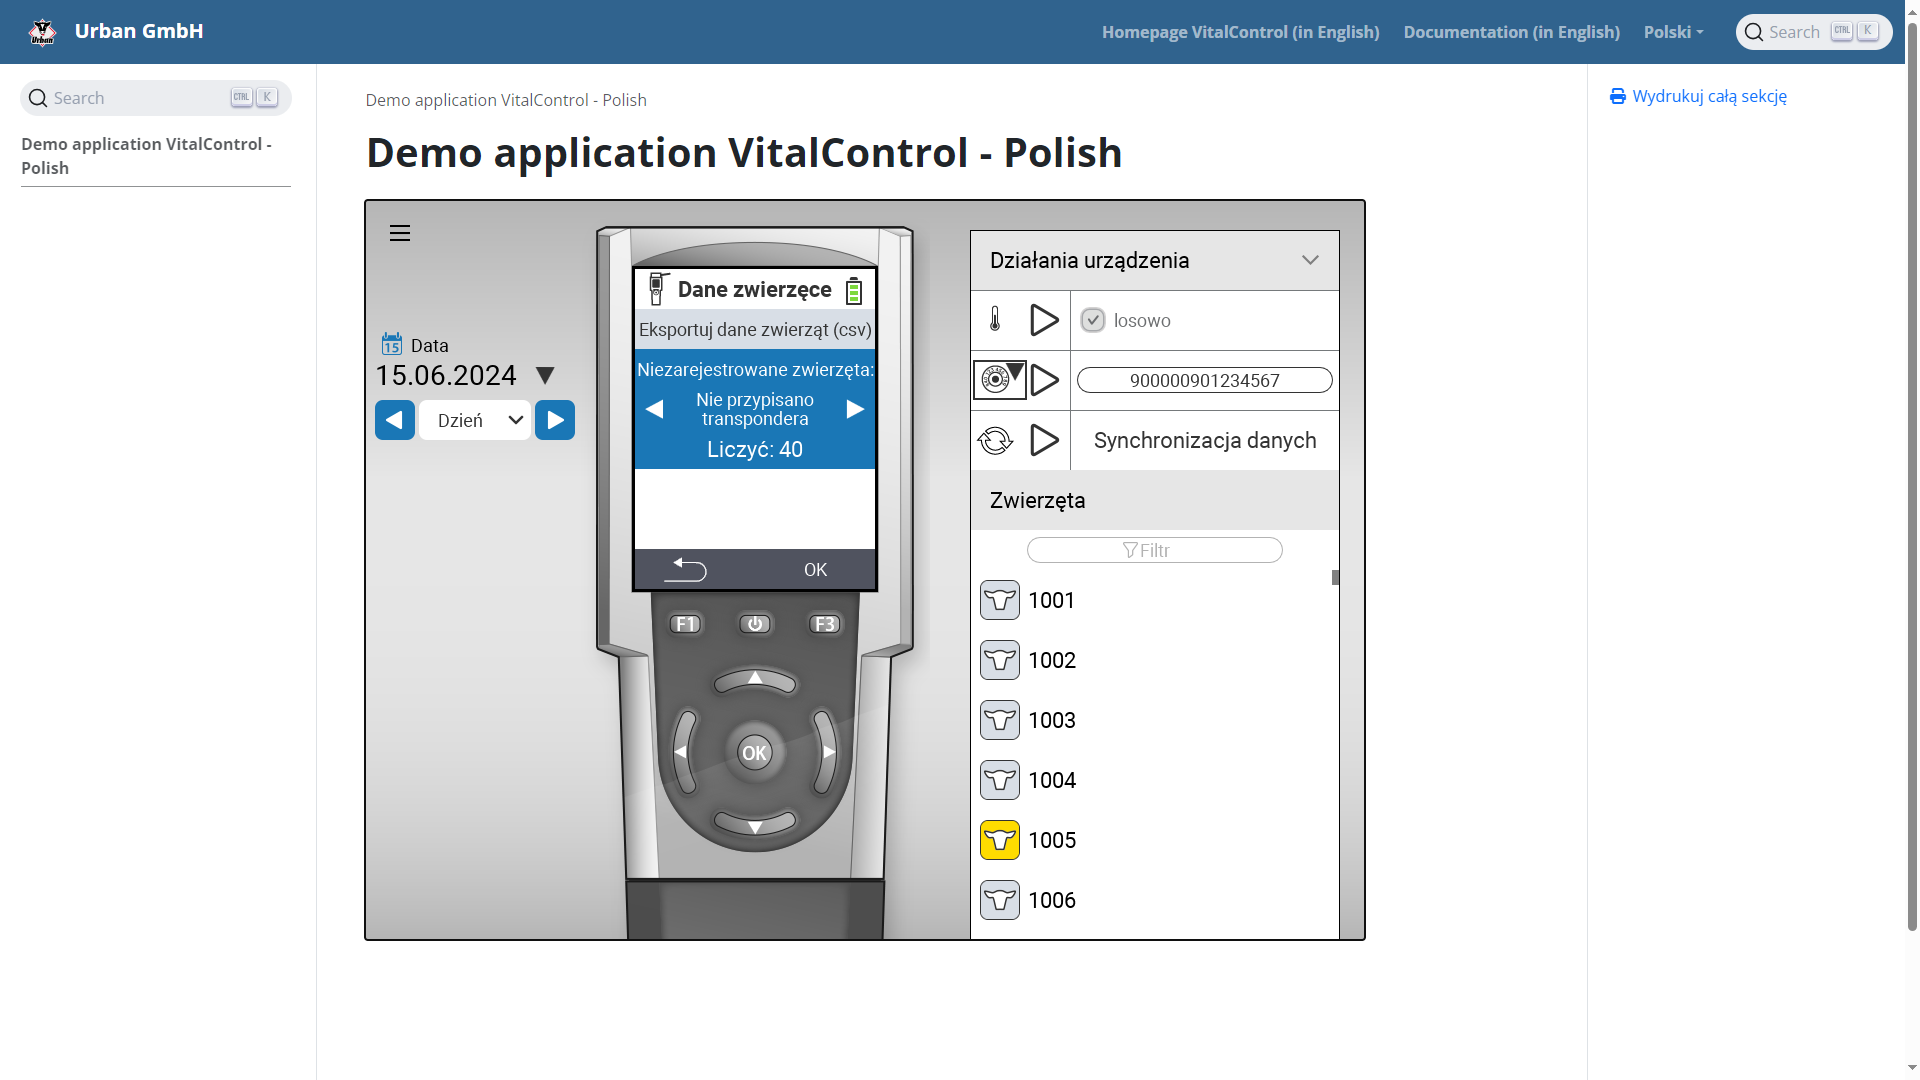 Urban GmbH
Homepage VitalControl (in English)
Documentation (in English)
Polski
Search CTRL K
Search CTRL K
Demo application VitalControl -
Polish
Demo application VitalControl - Polish
Demo application VitalControl - Polish
Wydrukuj całą sekcję
15
Data
15.06.2024
Dzień
Dane zwierzęce
Eksportuj dane zwierząt (csv)
Niezarejestrowane zwierzęta:
Nie przypisano
transpondera
Liczyć: 40
OK
F1
F3
OK
Działania urządzenia
losowo
900000901234567
Synchronizacja danych
Zwierzęta
Filtr
1001
1002
1003
1004
1005
1006